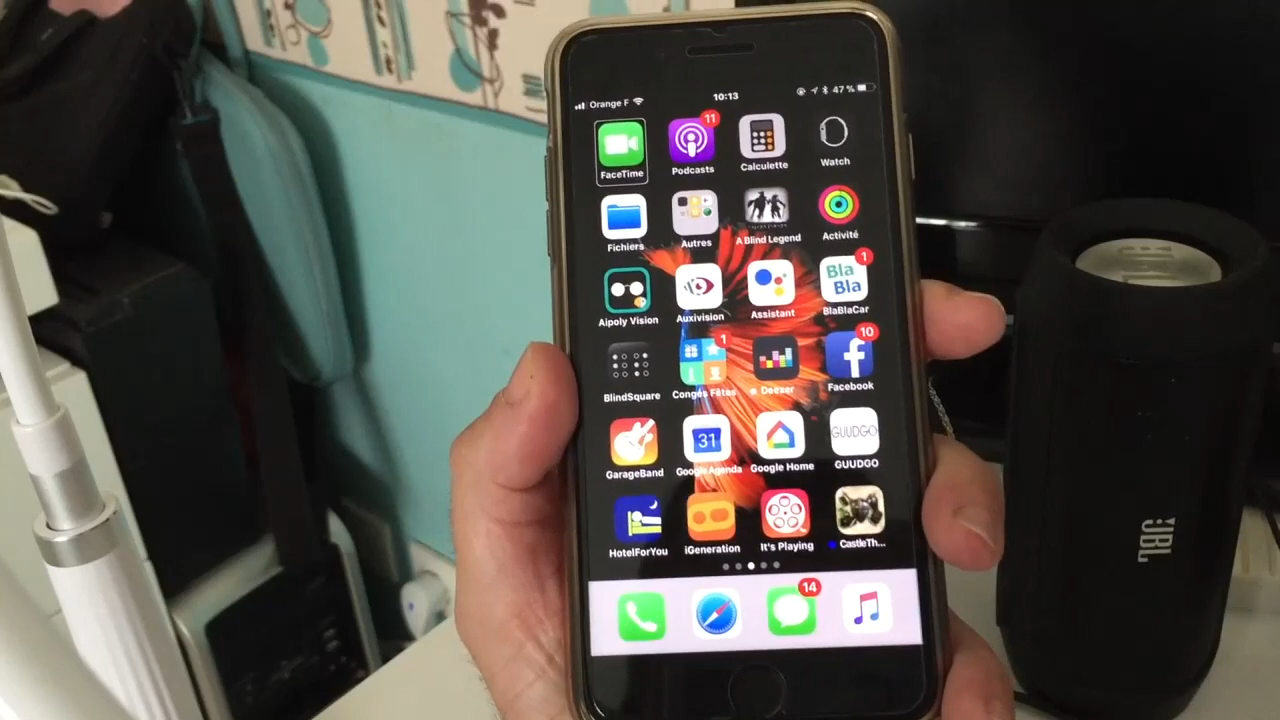 Orange F 10:13 47 %
11
FaceTime Podcasts Calculette Watch
Fichiers Autres A Blind Legend Activité
Bla
Bla
1
Aipoly Vision Auxivision Assistant BlaBlaCar
1 10
BlindSquare Congés Fêtes Deezer Facebook
31 GUUDGO
GarageBand Google Agenda Google Home GUUDGO
HotelForYou iGeneration It's Playing CastleTh...
14
JBL